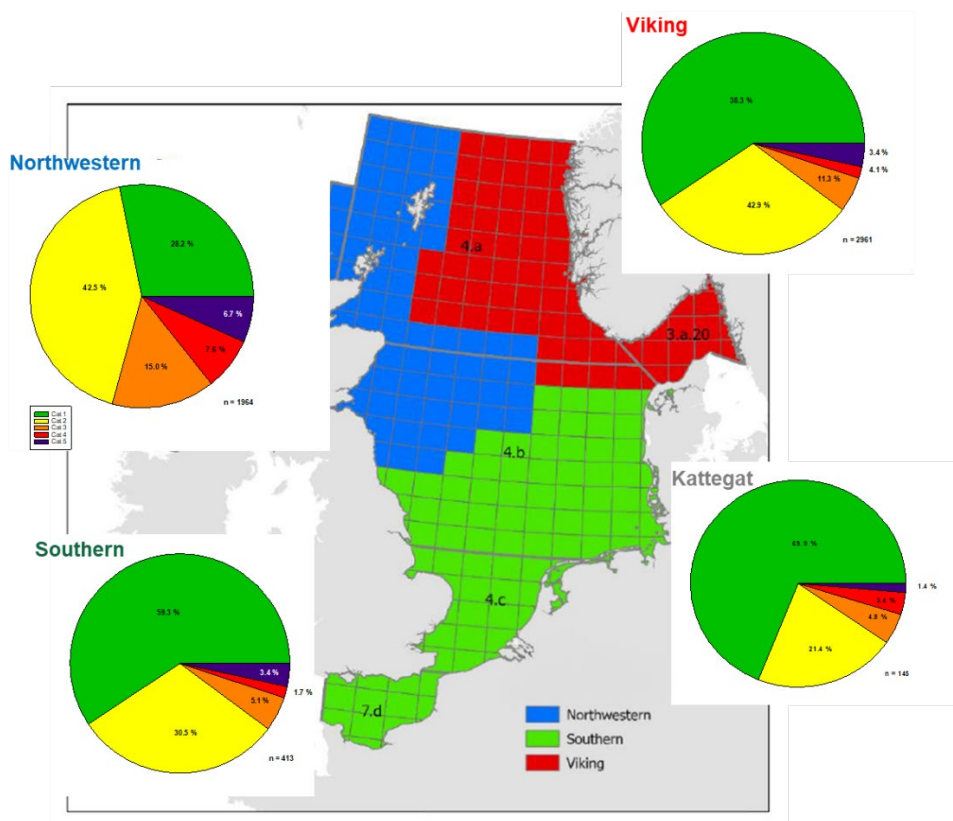 Viking
38.3 %
3.4 %
4.1 %
11.3 %
42.9 %
n = 2961
Northwestern
28.2 %
42.5 %
6.7 %
7.6 %
15.0 %
n = 1964
Cat 1
Cat 2
Cat 3
Cat 4
Cat 5
4.a
3.a.20
4.b
4.c
7.d
Kattegat
1.4 %
4.8 %
21.4 %
Southern
59.3 %
3.4 %
1.7 %
5.1 %
30.5 %
n = 413
Northwestern
Southern
Viking